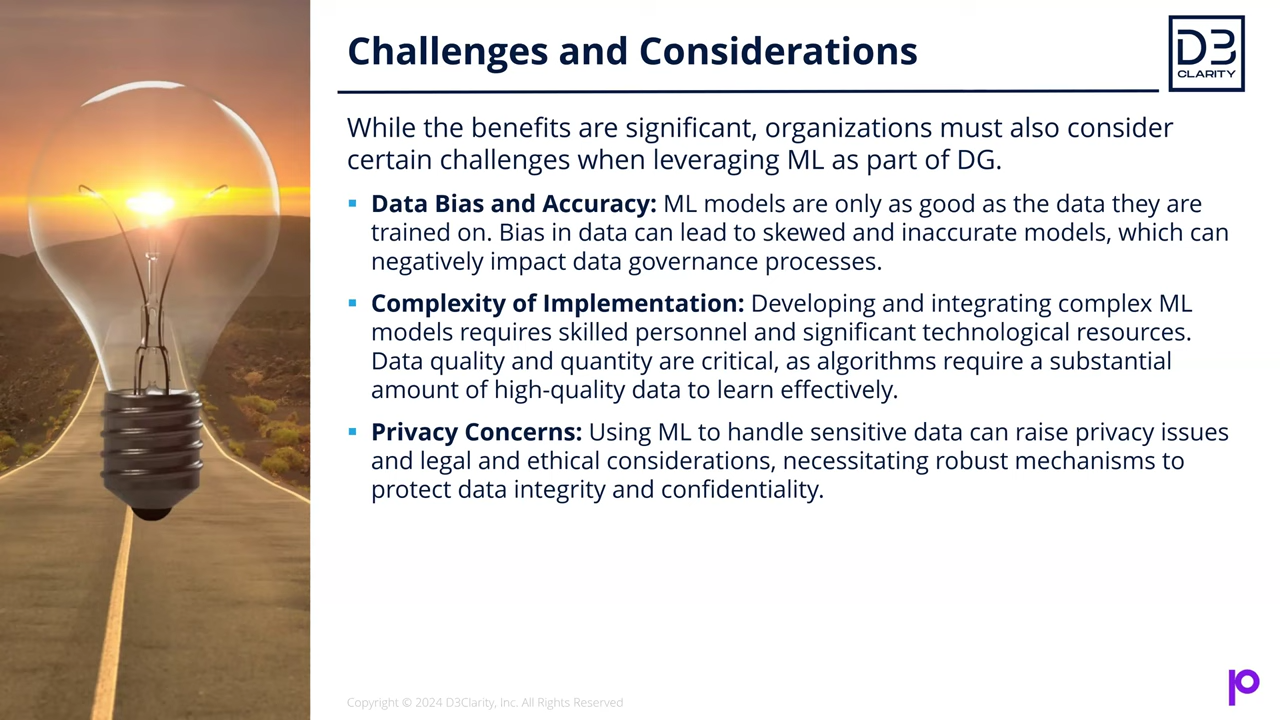 Challenges and Considerations
D3
CLARITY
While the benefits are significant, organizations must also consider
certain challenges when leveraging ML as part of DG.
▪ Data Bias and Accuracy: ML models are only as good as the data they are
trained on. Bias in data can lead to skewed and inaccurate models, which can
negatively impact data governance processes.
▪ Complexity of Implementation: Developing and integrating complex ML
models requires skilled personnel and significant technological resources.
Data quality and quantity are critical, as algorithms require a substantial
amount of high-quality data to learn effectively.
▪ Privacy Concerns: Using ML to handle sensitive data can raise privacy issues
and legal and ethical considerations, necessitating robust mechanisms to
protect data integrity and confidentiality.
Copyright © 2024 D3Clarity, Inc. All Rights Reserved